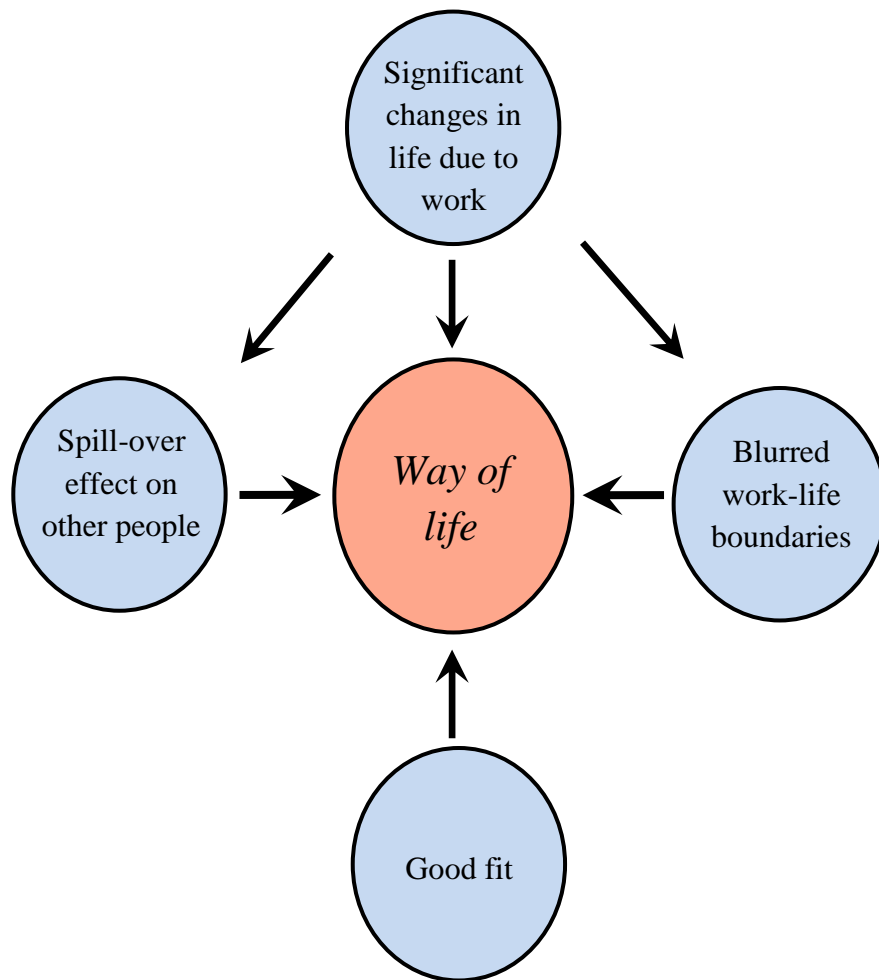 Significant
changes in
life due to
work
Spill-over
effect on
other people
Way of
life
Blurred
work-life
boundaries
Good fit